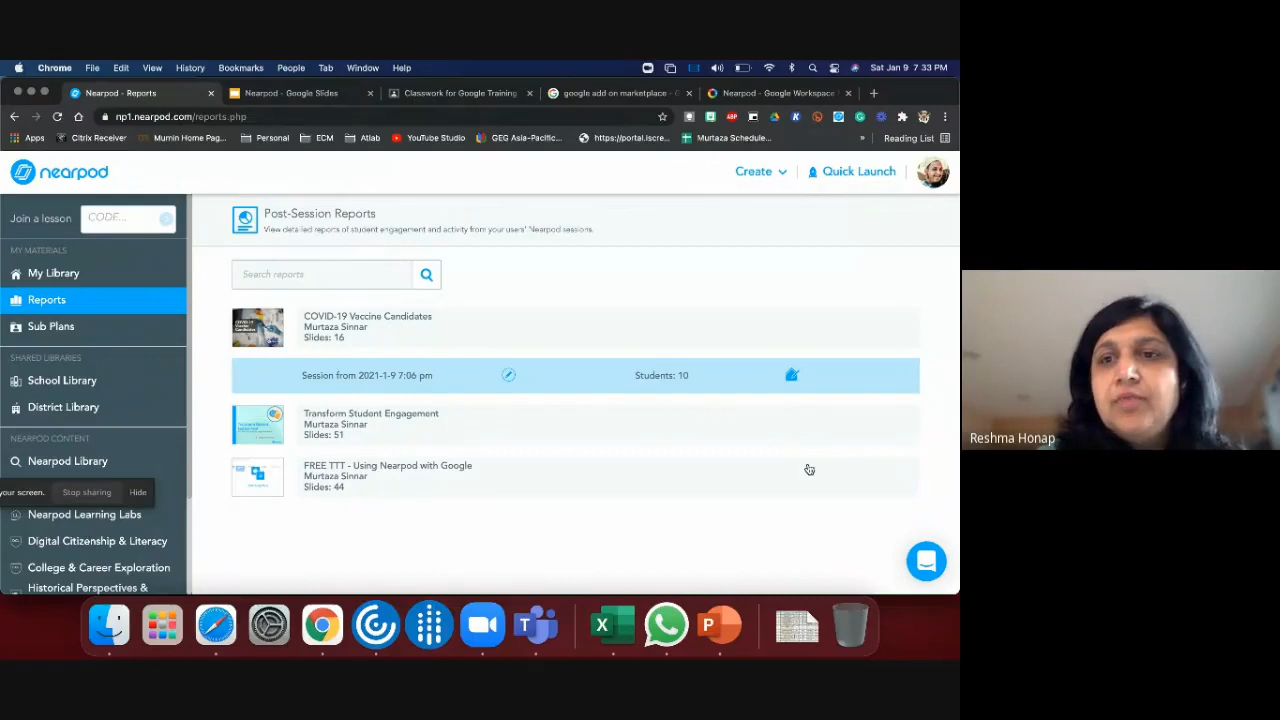 Chrome File Edit View History Bookmarks People Tab Window Help Sat Jan 9 7:33 PM
Nearpod - Reports Nearpod - Google Slides Classwork for Google Training google add on marketplace - G Nearpod - Google Workspace
np1.nearpod.com/reports.php
Apps Citrix Receiver Mumin Home Pag... Personal ECM Atlab YouTube Studio GEG Asia-Pacific... https://portal.iscre... Murtaza Schedule... » Reading List
nearpod Create Quick Launch
Join a lesson CODE...
Post-Session Reports
View detailed reports of student engagement and activity from your users' Nearpod sessions.
MY MATERIALS
My Library
Reports
Sub Plans
SHARED LIBRARIES
School Library
District Library
NEARPOD CONTENT
Nearpod Library
your screen. Stop sharing Hide
Nearpod Learning Labs
Digital Citizenship & Literacy
College & Career Exploration
Historical Perspectives &
Search reports
COVID-19 Vaccine Candidates
Murtaza Sinnar
Slides: 16
Session from 2021-1-9 7:06 pm Students: 10
Transform Student Engagement
Murtaza Sinnar
Slides: 51
FREE TTT - Using Nearpod with Google
Murtaza Sinnar
Slides: 44
Reshma Honap